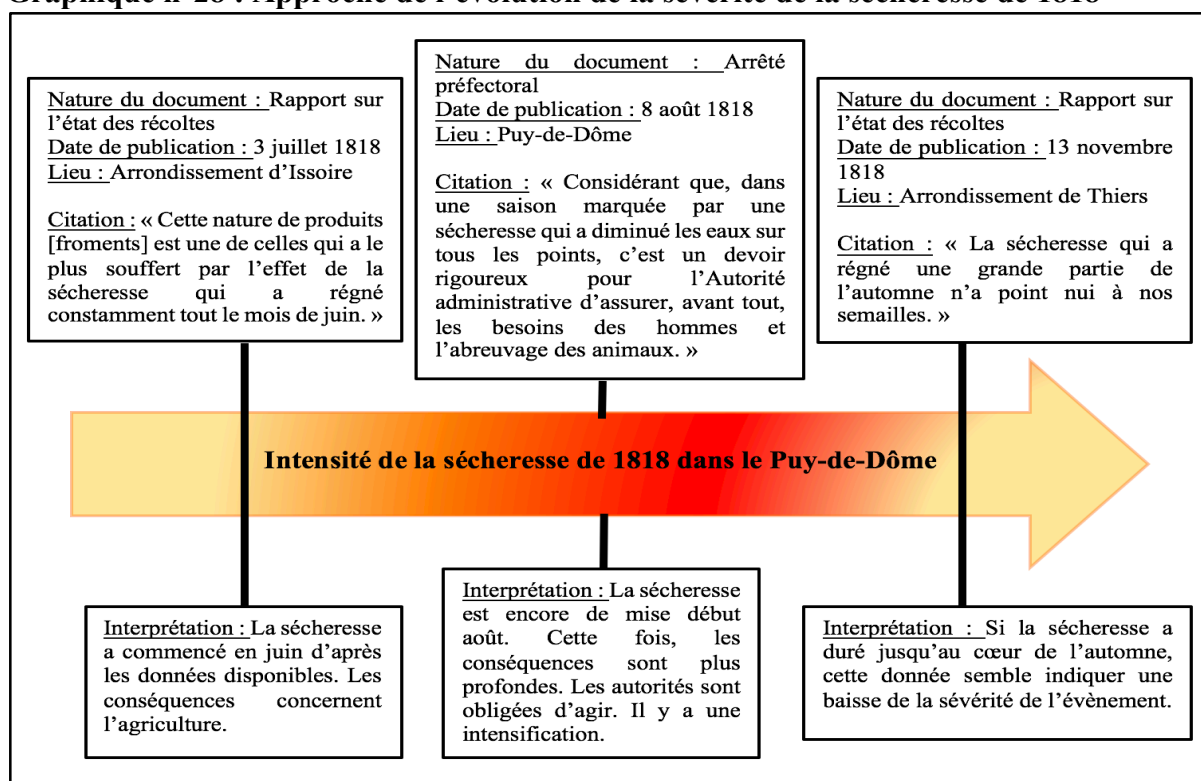 Graphique n°28 : Approche de l'évolution de la sévérité de la sécheresse de 1818
Nature du document : Rapport sur
l'état des récoltes
Date de publication : 3 juillet 1818
Lieu : Arrondissement d'Issoire
Citation : « Cette nature de produits
[froments] est une de celles qui a le
plus souffert par l'effet de la
sécheresse qui a régné
constamment tout le mois de juin. »
Nature du document : Arrêté
préfectoral
Date de publication : 8 août 1818
Lieu : Puy-de-Dôme
Citation : « Considérant que, dans
une saison marquée par une
sécheresse qui a diminué les eaux sur
tous les points, c'est un devoir
rigoureux pour l'Autorité
administrative d'assurer, avant tout,
les besoins des hommes et
l'abreuvage des animaux. »
Nature du document : Rapport sur
l'état des récoltes
Date de publication : 13 novembre
1818
Lieu : Arrondissement de Thiers
Citation : « La sécheresse qui a
régné une grande partie de
l'automne n'a point nui à nos
semailles. »
Intensité de la sécheresse de 1818 dans le Puy-de-Dôme
Interprétation : La sécheresse
a commencé en juin d'après
les données disponibles. Les
conséquences concernent
l'agriculture.
Interprétation : La sécheresse
est encore de mise début
août. Cette fois, les
conséquences sont plus
profondes. Les autorités sont
obligées d'agir. Il y a une
intensification.
Interprétation : Si la sécheresse a
duré jusqu'au cœur de l'automne,
cette donnée semble indiquer une
baisse de la sévérité de l'évènement.